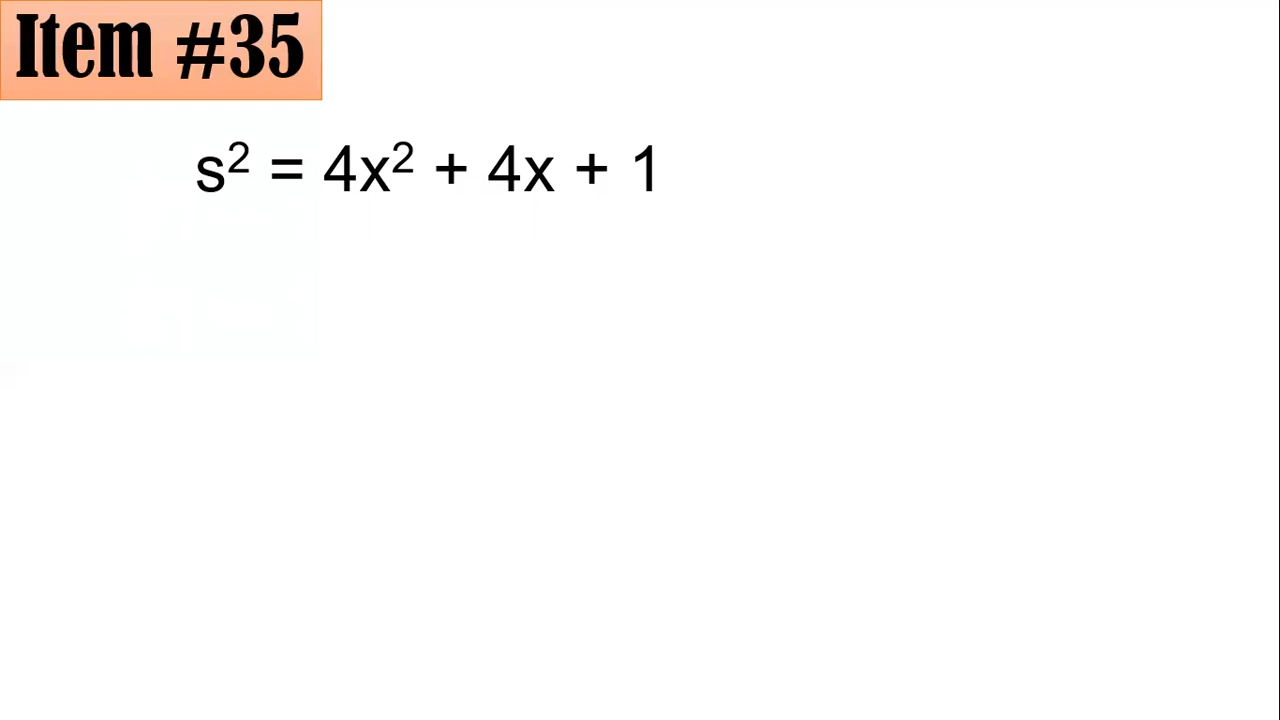 Item #35
s² = 4x² + 4x + 1